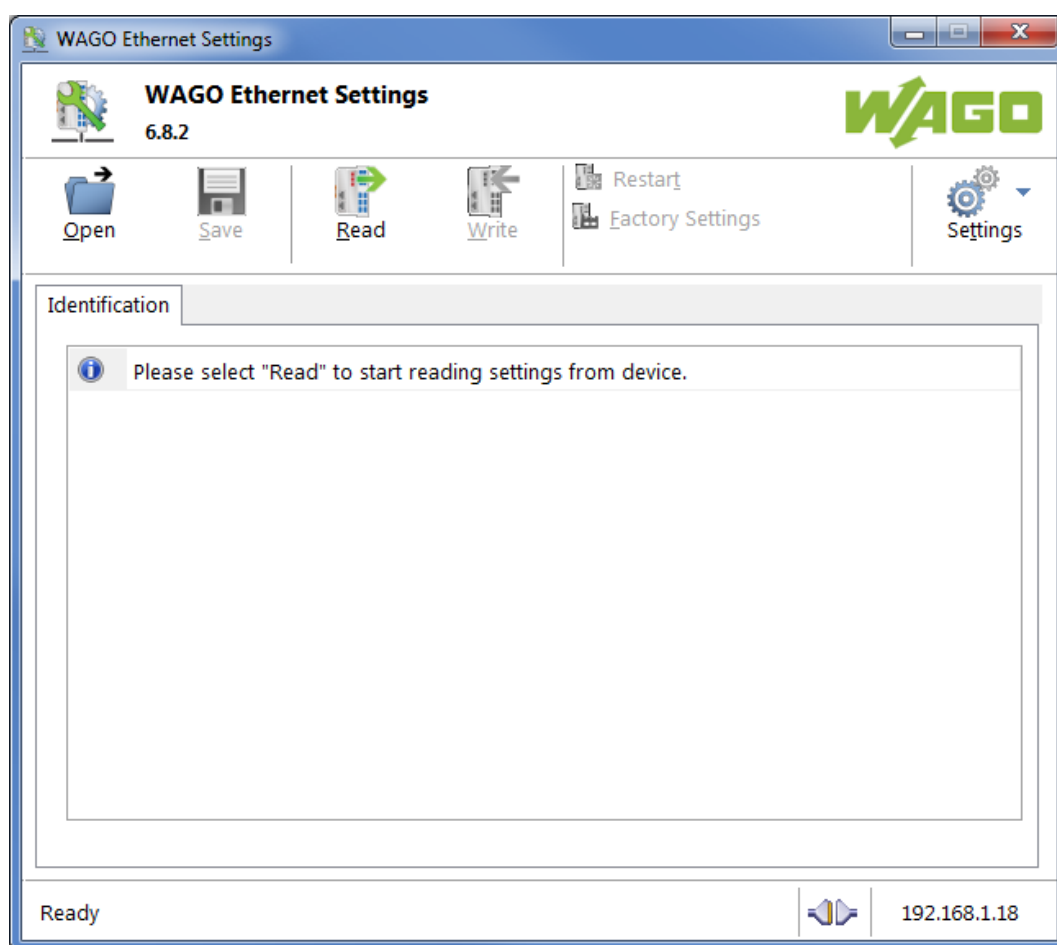 WAGO Ethernet Settings
WAGO Ethernet Settings
6.8.2
WAGO
Open
Save
Read
Write
Restart
Factory Settings
Settings
Identification
Please select "Read" to start reading settings from device.
Ready
192.168.1.18